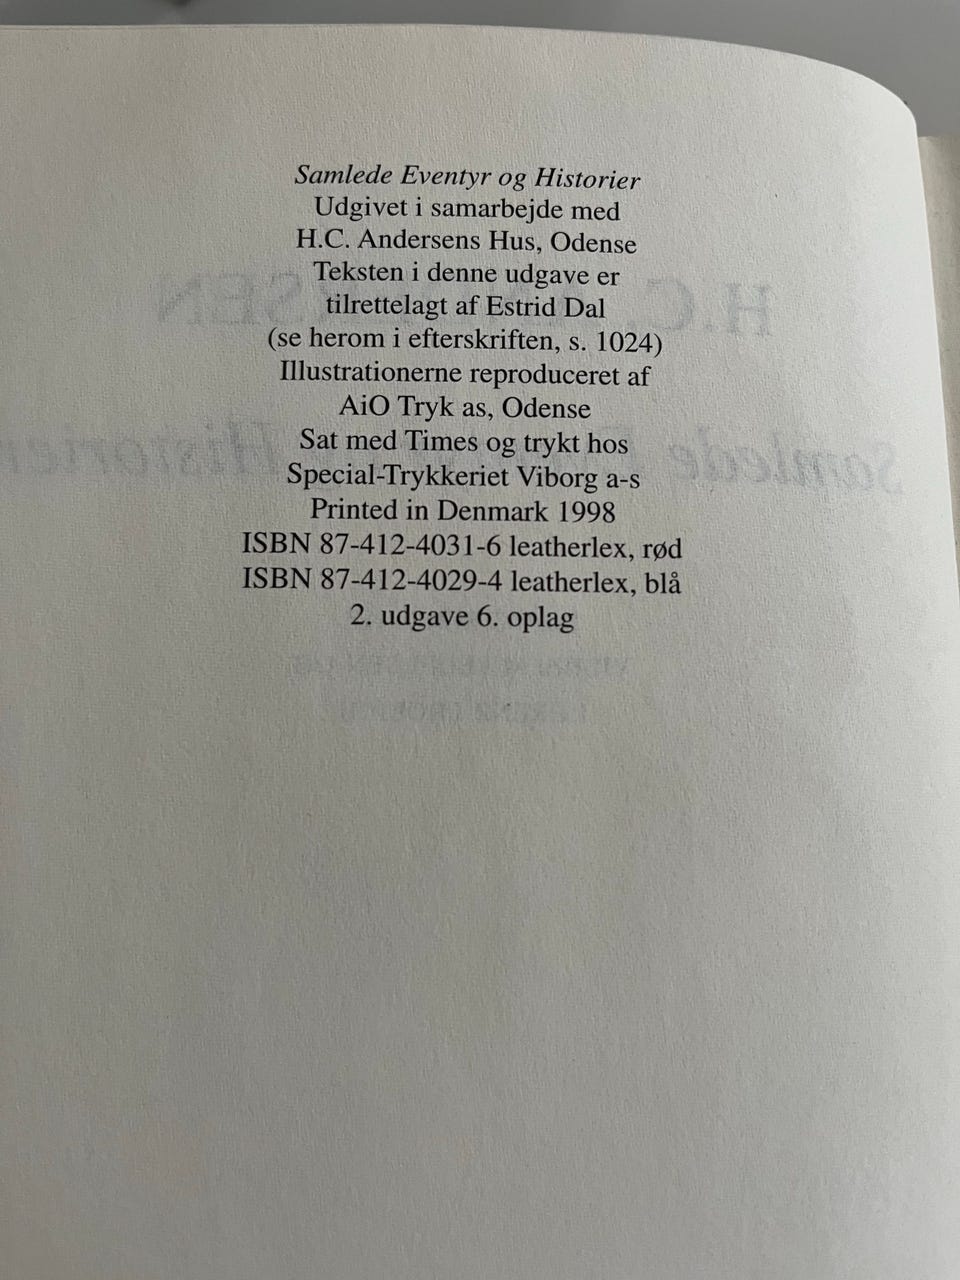 Samlede Eventyr og Historier
Udgivet i samarbejde med
H.C. Andersens Hus, Odense
Teksten i denne udgave er
tilrettelagt af Estrid Dal
(se herom i efterskriften, s. 1024)
Illustrationerne reproduceret af
AiO Tryk as, Odense
Sat med Times og trykt hos
Special-Trykkeriet Viborg a-s
Printed in Denmark 1998
ISBN 87-412-4031-6 leatherlex, rød
ISBN 87-412-4029-4 leatherlex, blå
2. udgave 6. oplag